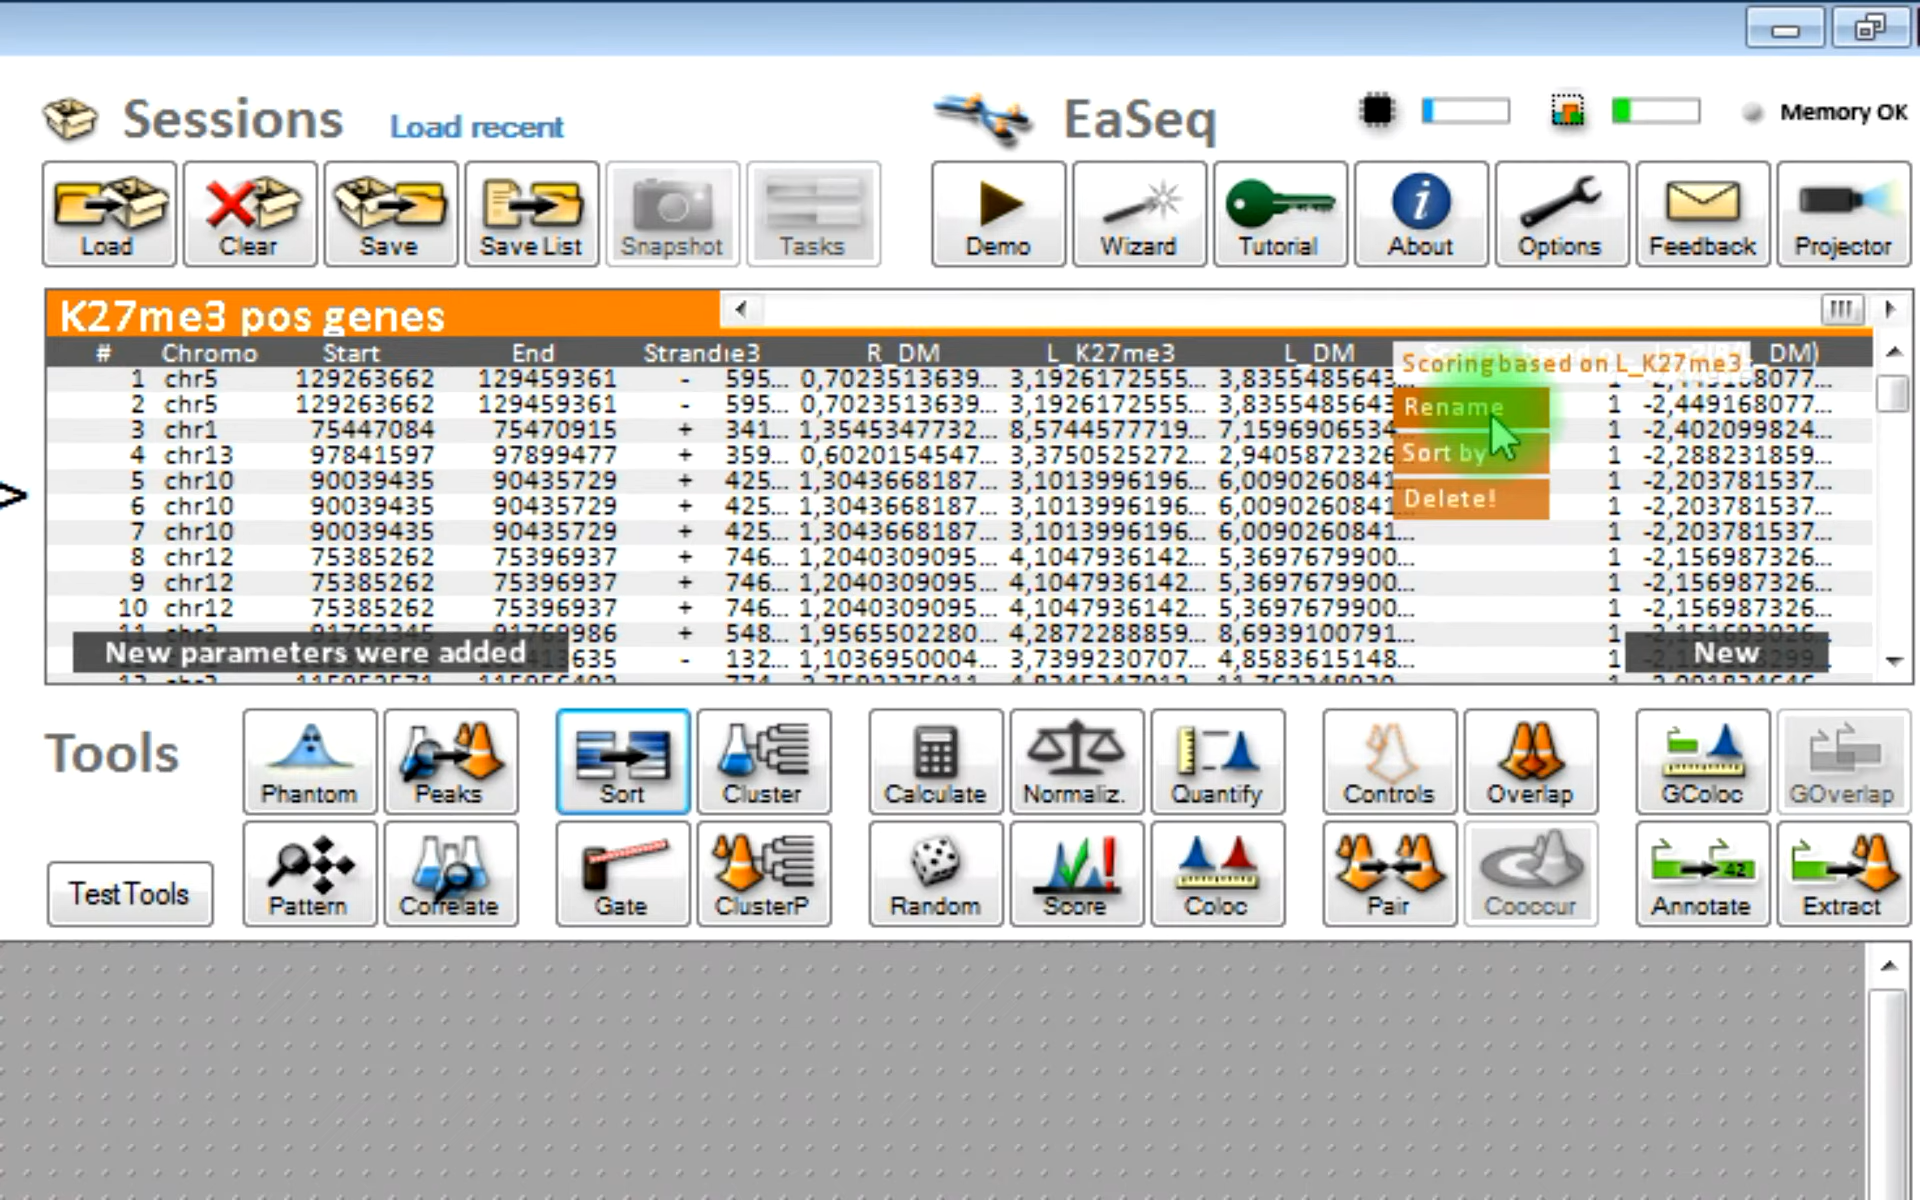 Sessions Load recent EaSeq Memory OK
Load Clear Save Save List Snapshot Tasks Demo Wizard Tutorial About Options Feedback Projector
K27me3 pos genes
# Chromo Start End Strand ıe3 R_DM L_K27me3 L_DM _DM)
Scoring based on L_K27me3
1 chr5 129263662 129459361 - 595... 0,7023513639... 3,1926172555... 3,8355485643... 1
2 chr5 129263662 129459361 - 595... 0,7023513639... 3,1926172555... 3,8355485643... 1 -2,449168077...
Rename
3 chr1 75447084 75470915 + 341... 1,3545347732... 8,5744577719... 7,1596906534... 1 -2,402099824...
4 chr13 97841597 97899477 + 359... 0,6020154547... 3,3750525272... 2,9405872326... 1 -2,288231859...
Sort by
5 chr10 90039435 90435729 + 425... 1,3043668187... 3,1013996196... 6,0090260841... 1 -2,203781537...
6 chr10 90039435 90435729 + 425... 1,3043668187... 3,1013996196... 6,0090260841... 1 -2,203781537...
Delete!
7 chr10 90039435 90435729 + 425... 1,3043668187... 3,1013996196... 6,0090260841... 1 -2,203781537...
8 chr12 75385262 75396937 + 746... 1,2040309095... 4,1047936142... 5,3697679900... 1 -2,156987326...
9 chr12 75385262 75396937 + 746... 1,2040309095... 4,1047936142... 5,3697679900... 1 -2,156987326...
10 chr12 75385262 75396937 + 746... 1,2040309095... 4,1047936142... 5,3697679900... 1 -2,156987326...
11 chr2 91762345 91769986 + 548... 1,9565502280... 4,2872288859... 8,6939100791... 1
New parameters were added 635 - 132... 1,1036950004... 3,7399230707... 4,8583615148... 1 New
Tools
Phantom Peaks Sort Cluster Calculate Normaliz. Quantify Controls Overlap GColoc GOverlap
TestTools Pattern Correlate Gate ClusterP Random Score Coloc Pair Cooccur Annotate Extract